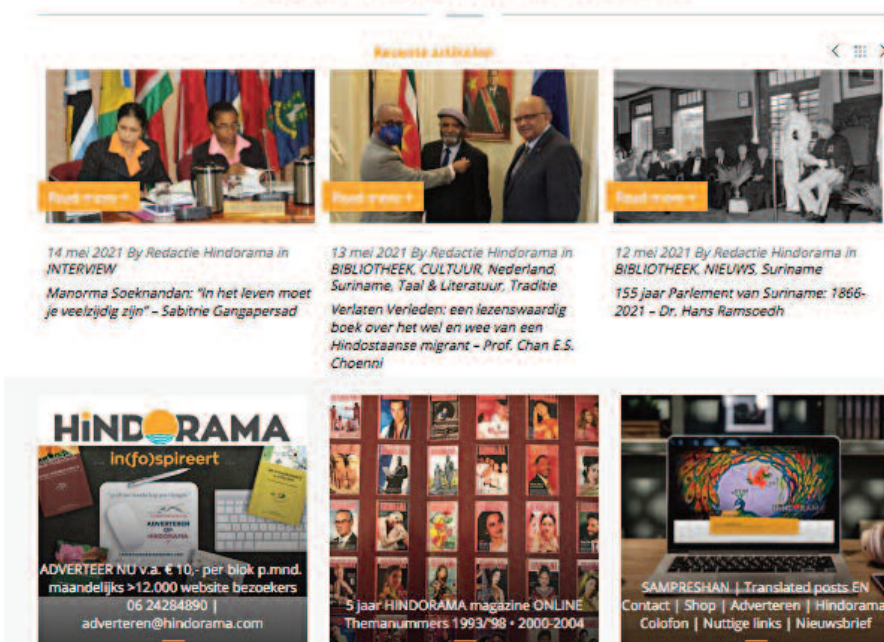 Recente artikelen
Read more +
Read more +
Read more +
14 mei 2021 By Redactie Hindorama in
INTERVIEW
Manorma Soeknandan: "In het leven moet
je veelzijdig zijn" – Sabitrie Gangapersad
13 mei 2021 By Redactie Hindorama in
BIBLIOTHEEK, CULTUUR, Nederland,
Suriname, Taal & Literatuur, Traditie
Verlaten Verleden: een lezenswaardig
boek over het wel en wee van een
Hindostaanse migrant – Prof. Chan E.S.
Choenni
12 mei 2021 By Redactie Hindorama in
BIBLIOTHEEK, NIEUWS, Suriname
155 jaar Parlement van Suriname: 1866-
2021 – Dr. Hans Ramsoedh
HINDORAMA
in(fo)spireert
ADVERTEREN
OP
HINDORAMA
ADVERTEER NU v.a. € 10,- per blok p.mnd.
maandelijks >12.000 website bezoekers
06 24284890 |
adverteren@hindorama.com
5 jaar HINDORAMA magazine ONLINE
Themanummers 1993/'98 • 2000-2004
HINDORAMA
SAMPRESHAN | Translated posts EN
Contact | Shop | Adverteren | Hindorama
Colofon | Nuttige links | Nieuwsbrief